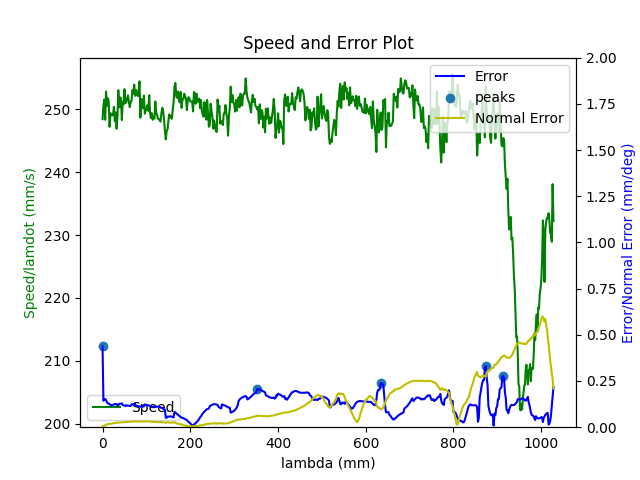 Speed and Error Plot
Speed/lamdot (mm/s)
250
240
230
220
210
200
Error
peaks
Normal Error
Speed
2.00
1.75
1.50
1.25
1.00
0.75
0.50
0.25
0.00
Error/Normal Error (mm/deg)
0 200 400 600 800 1000
lambda (mm)